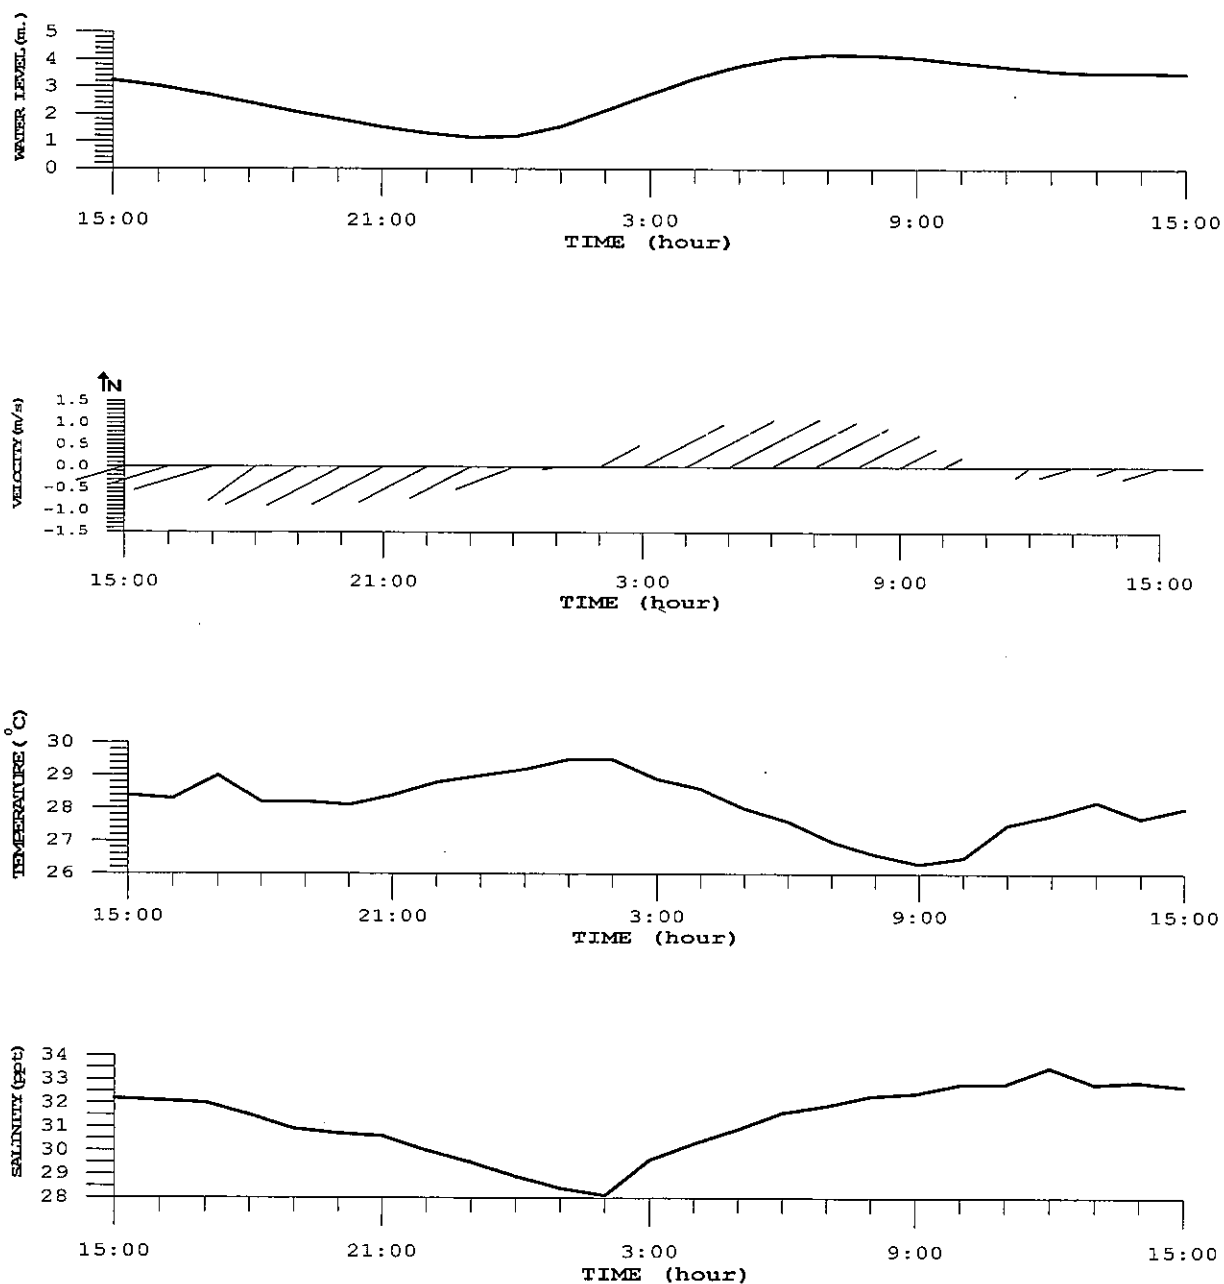 WATER LEVEL(m.)
5
4
3
2
1
0
15:00 21:00 3:00 9:00 15:00
TIME (hour)
N
VELOCITY(m/s)
1.5
1.0
0.5
0.0
-0.5
-1.0
-1.5
15:00 21:00 3:00 9:00 15:00
TIME (hour)
TEMPERATURE(°C)
30
29
28
27
26
15:00 21:00 3:00 9:00 15:00
TIME (hour)
SALINITY(ppt)
34
33
32
31
30
29
28
15:00 21:00 3:00 9:00 15:00
TIME (hour)